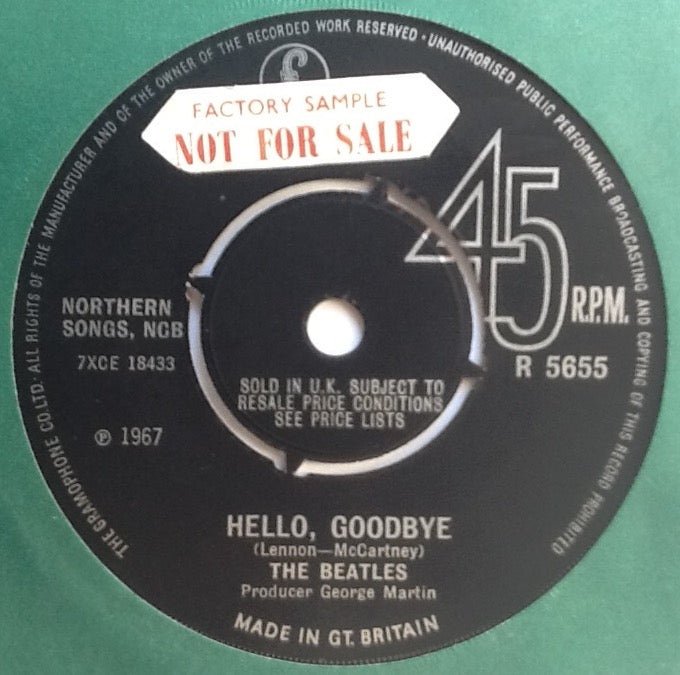 THE GRAMOPHONE CO.LTD. ALL RIGHTS OF THE MANUFACTURER AND OF THE OWNER OF THE RECORDED WORK RESERVED · UNAUTHORISED PUBLIC PERFORMANCE BROADCASTING AND COPYING OF THIS RECORD PROHIBITED
£
FACTORY SAMPLE
NOT FOR SALE
45
R.P.M.
R 5655
NORTHERN
SONGS, NCB
7XCE 18433
℗ 1967
SOLD IN U.K. SUBJECT TO
RESALE PRICE CONDITIONS
SEE PRICE LISTS
HELLO, GOODBYE
(Lennon—McCartney)
THE BEATLES
Producer George Martin
MADE IN GT. BRITAIN